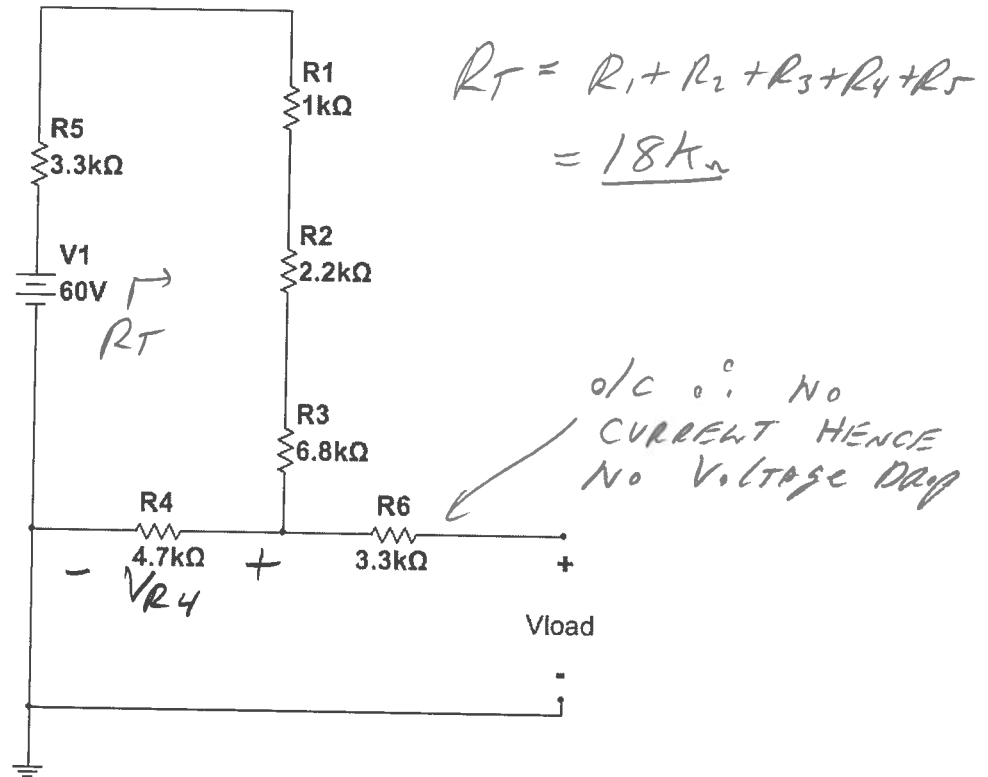 R1
1kΩ
RT = R1 + R2 + R3 + R4 + R5
= 18KΩ
R5
3.3kΩ
R2
2.2kΩ
V1
60V
RT
R3
6.8kΩ
o/c ∴ No
CURRENT HENCE
No VOLTAGE DROP
R4
4.7kΩ
- VR4 +
R6
3.3kΩ
+
Vload
-